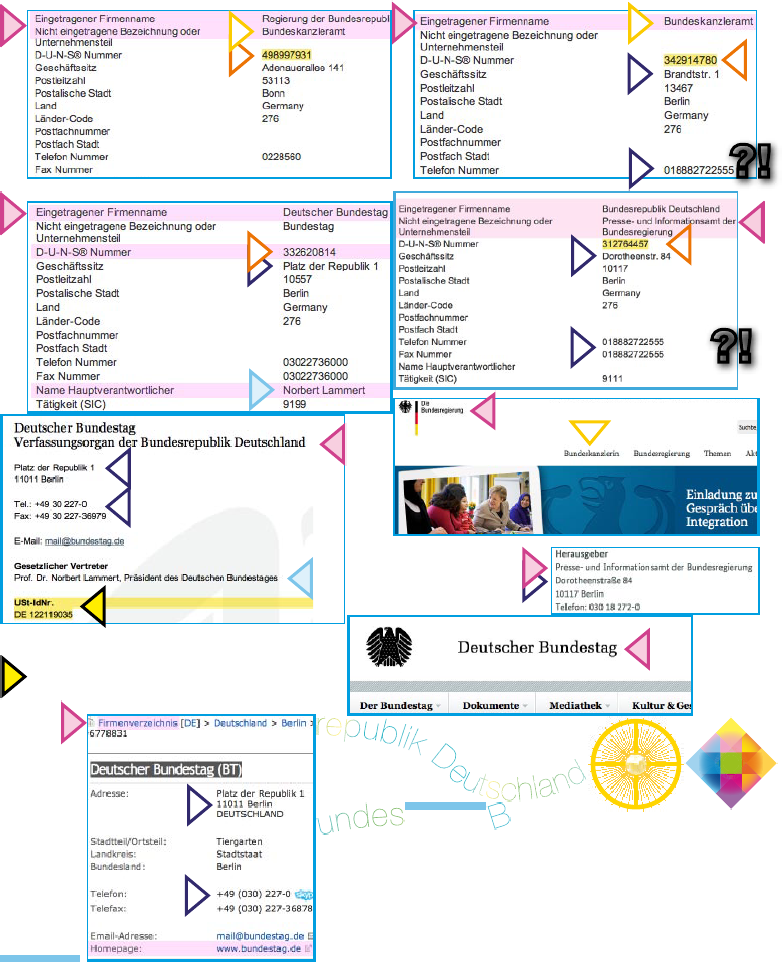 Eingetragener Firmenname Regierung der Bundesrepubl
Nicht eingetragene Bezeichnung oder Bundeskanzleramt
Unternehmensteil
D-U-N-S® Nummer 498997931
Geschäftssitz Adenauerallee 141
Postleitzahl 53113
Postalische Stadt Bonn
Land Germany
Länder-Code 276
Postfachnummer
Postfach Stadt
Telefon Nummer 0228560
Fax Nummer
Eingetragener Firmenname Bundeskanzleramt
Nicht eingetragene Bezeichnung oder
Unternehmensteil
D-U-N-S® Nummer 342914780
Geschäftssitz Brandtstr. 1
Postleitzahl 13467
Postalische Stadt Berlin
Land Germany
Länder-Code 276
Postfachnummer
Postfach Stadt
Telefon Nummer 018882722555
?!
Eingetragener Firmenname Deutscher Bundestag
Nicht eingetragene Bezeichnung oder Bundestag
Unternehmensteil
D-U-N-S® Nummer 332620814
Geschäftssitz Platz der Republik 1
Postleitzahl 10557
Postalische Stadt Berlin
Land Germany
Länder-Code 276
Postfachnummer
Postfach Stadt
Telefon Nummer 03022736000
Fax Nummer 03022736000
Name Hauptverantwortlicher Norbert Lammert
Tätigkeit (SIC) 9199
Eingetragener Firmenname Bundesrepublik Deutschland
Nicht eingetragene Bezeichnung oder Presse- und Informationsamt der
Unternehmensteil Bundesregierung
D-U-N-S® Nummer 312764457
Geschäftssitz Dorotheenstr. 84
Postleitzahl 10117
Postalische Stadt Berlin
Land Germany
Länder-Code 276
Postfachnummer
Postfach Stadt
Telefon Nummer 018882722555
Fax Nummer 018882722555
Name Hauptverantwortlicher
Tätigkeit (SIC) 9111
?!
Deutscher Bundestag
Verfassungsorgan der Bundesrepublik Deutschland
Platz der Republik 1
11011 Berlin
Tel.: +49 30 227-0
Fax: +49 30 227-36979
E-Mail: mail@bundestag.de
Gesetzlicher Vertreter
Prof. Dr. Norbert Lammert, Präsident des Deutschen Bundestages
USt-IdNr.
DE 122119035
Die
Bundesregierung
Suche
Bundeskanzlerin Bundesregierung Themen Akt
Einladung zu
Gespräch übe
Integration
Herausgeber
Presse- und Informationsamt der Bundesregierung
Dorotheenstraße 84
10117 Berlin
Telefon: 030 18 272-0
Deutscher Bundestag
Der Bundestag Dokumente Mediathek Kultur & Ges
Firmenverzeichnis [DE] > Deutschland > Berlin >
6778831
Deutscher Bundestag (BT)
Adresse: Platz der Republik 1
11011 Berlin
DEUTSCHLAND
Stadtteil/Ortsteil: Tiergarten
Landkreis: Stadtstaat
Bundesland: Berlin
Telefon: +49 (030) 227-0
Telefax: +49 (030) 227-36878
Email-Adresse: mail@bundestag.de
Homepage: www.bundestag.de
republik Deutschland
undes
B